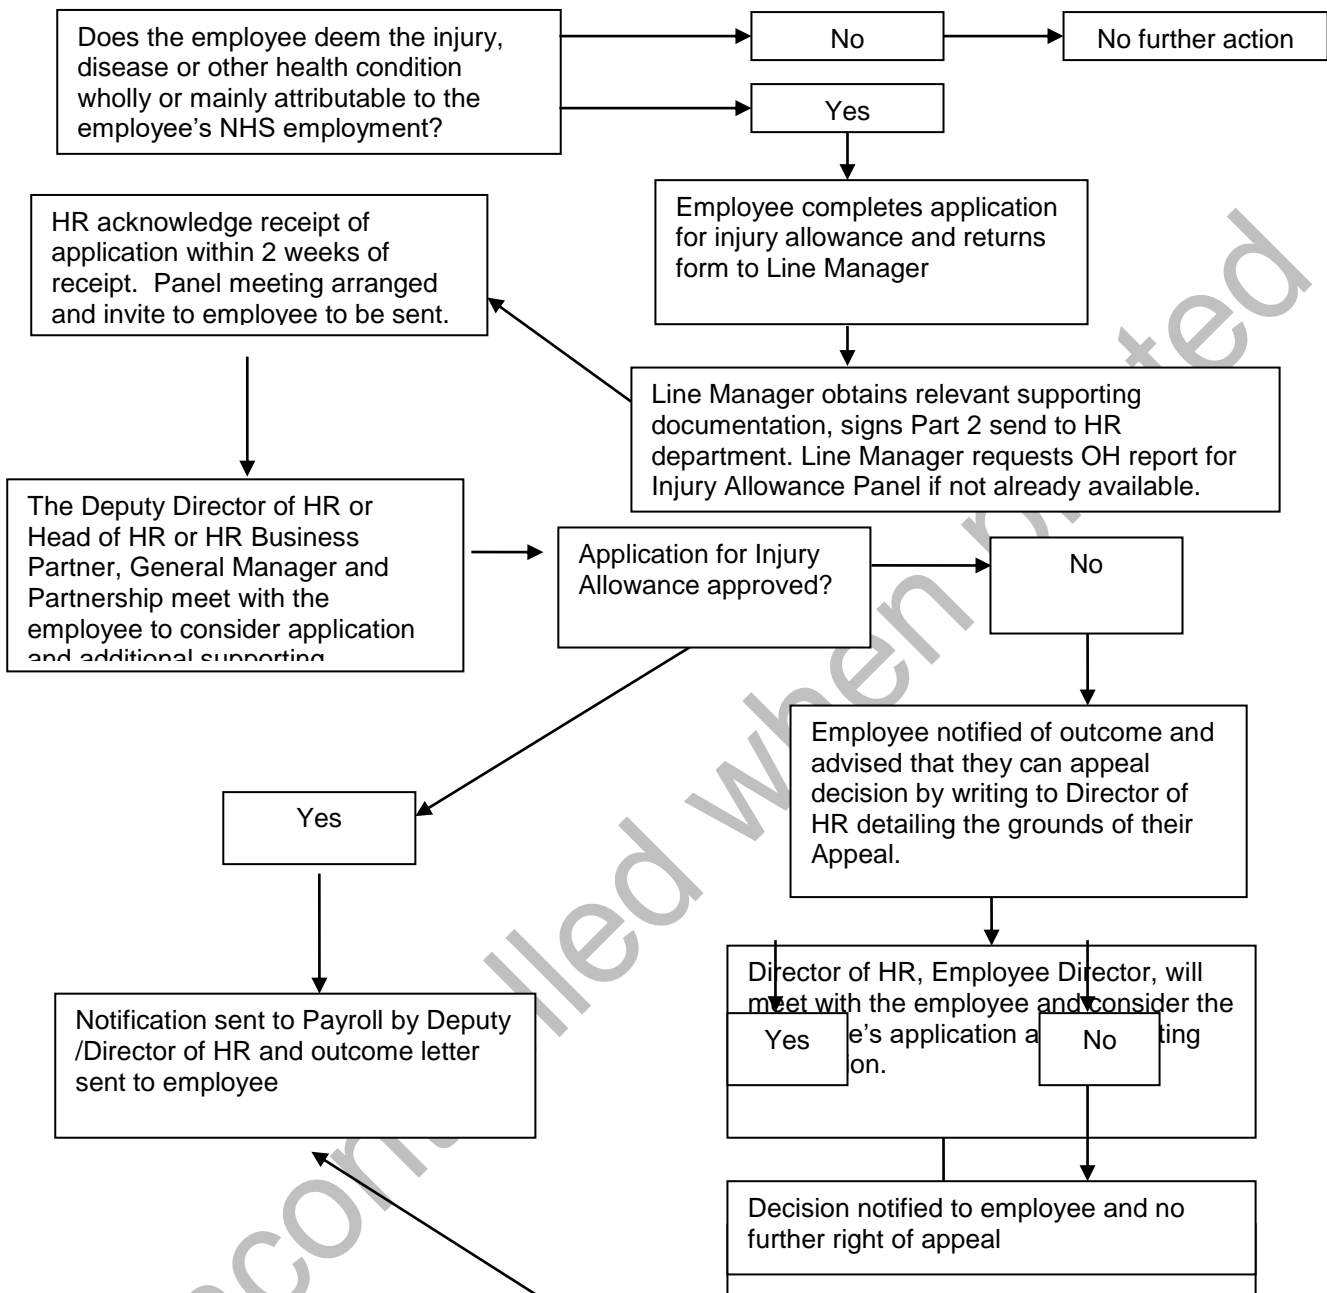 Does the employee deem the injury,
disease or other health condition
wholly or mainly attributable to the
employee’s NHS employment?
No
No further action
Yes
Employee completes application
for injury allowance and returns
form to Line Manager
HR acknowledge receipt of
application within 2 weeks of
receipt.  Panel meeting arranged
and invite to employee to be sent.
Line Manager obtains relevant supporting
documentation, signs Part 2 send to HR
department. Line Manager requests OH report for
Injury Allowance Panel if not already available.
The Deputy Director of HR or
Head of HR or HR Business
Partner, General Manager and
Partnership meet with the
employee to consider application
and additional supporting
Application for Injury
Allowance approved?
No
Employee notified of outcome and
advised that they can appeal
decision by writing to Director of
HR detailing the grounds of their
Appeal.
Yes
Notification sent to Payroll by Deputy
/Director of HR and outcome letter
sent to employee
Director of HR, Employee Director, will
meet with the employee and consider the
e’s application
Yes
No
Decision notified to employee and no
further right of appeal
when